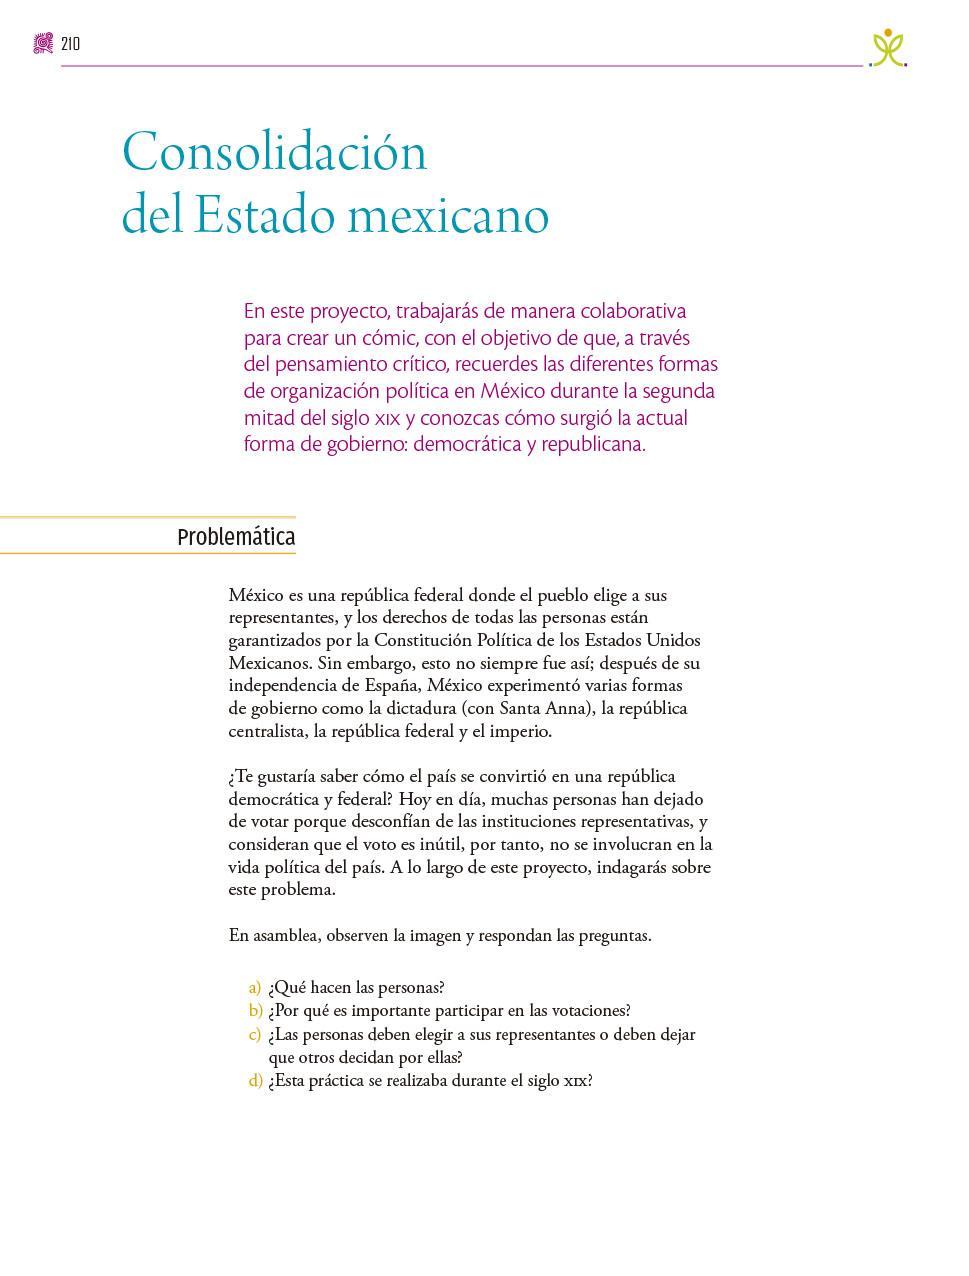 210
Consolidación
del Estado mexicano
En este proyecto, trabajarás de manera colaborativa
para crear un cómic, con el objetivo de que, a través
del pensamiento crítico, recuerdes las diferentes formas
de organización política en México durante la segunda
mitad del siglo XIX y conozcas cómo surgió la actual
forma de gobierno: democrática y republicana.
Problemática
México es una república federal donde el pueblo elige a sus
representantes, y los derechos de todas las personas están
garantizados por la Constitución Política de los Estados Unidos
Mexicanos. Sin embargo, esto no siempre fue así; después de su
independencia de España, México experimentó varias formas
de gobierno como la dictadura (con Santa Anna), la república
centralista, la república federal y el imperio.
¿Te gustaría saber cómo el país se convirtió en una república
democrática y federal? Hoy en día, muchas personas han dejado
de votar porque desconfían de las instituciones representativas, y
consideran que el voto es inútil, por tanto, no se involucran en la
vida política del país. A lo largo de este proyecto, indagarás sobre
este problema.
En asamblea, observen la imagen y respondan las preguntas.
a) ¿Qué hacen las personas?
b) ¿Por qué es importante participar en las votaciones?
c) ¿Las personas deben elegir a sus representantes o deben dejar
que otros decidan por ellas?
d) ¿Esta práctica se realizaba durante el siglo XIX?